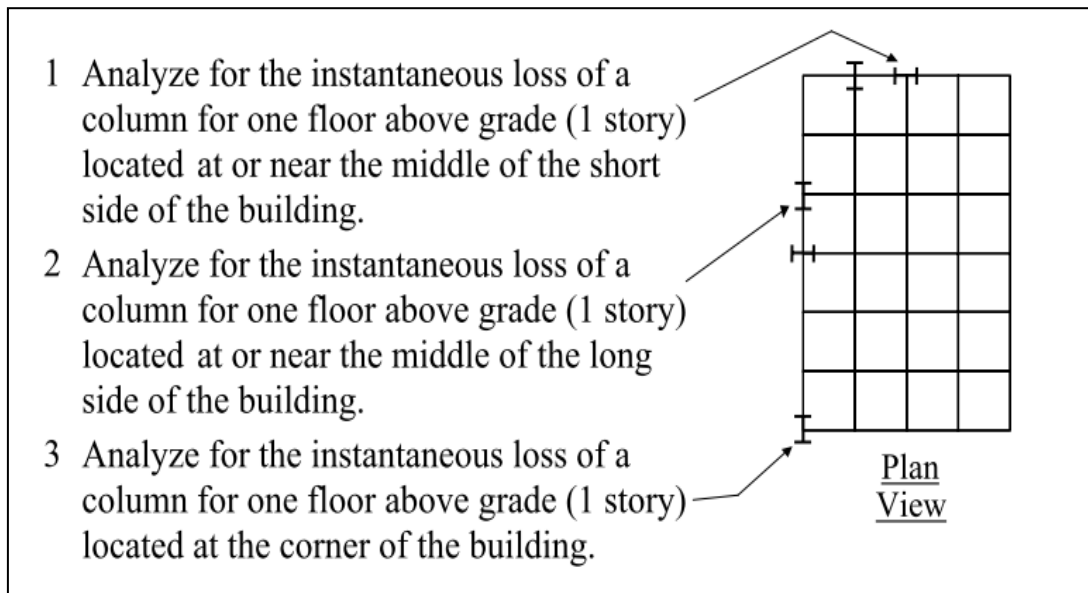 1 Analyze for the instantaneous loss of a
column for one floor above grade (1 story)
located at or near the middle of the short
side of the building.
2 Analyze for the instantaneous loss of a
column for one floor above grade (1 story)
located at or near the middle of the long
side of the building.
3 Analyze for the instantaneous loss of a
column for one floor above grade (1 story)
located at the corner of the building.
Plan
View